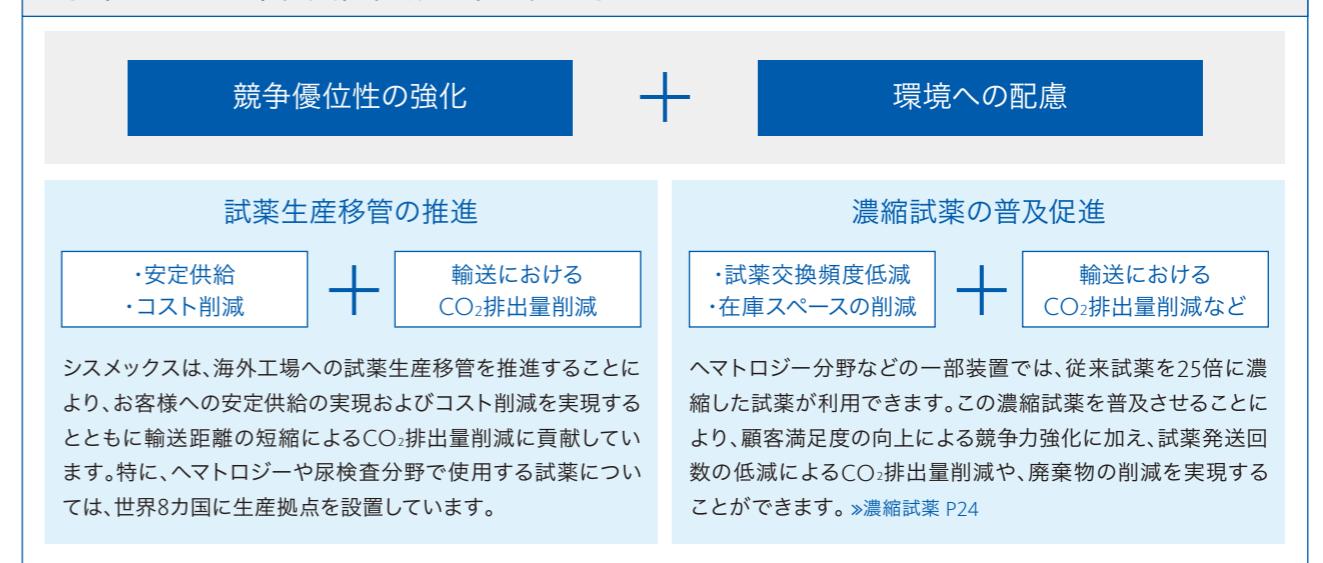 競争優位性の強化
+
環境への配慮
試薬生産移管の推進
・安定供給
・コスト削減
+
輸送における
CO₂排出量削減
シスメックスは、海外工場への試薬生産移管を推進することに
より、お客様への安定供給の実現およびコスト削減を実現する
とともに輸送距離の短縮によるCO₂排出量削減に貢献してい
ます。特に、ヘマトロジーや尿検査分野で使用する試薬につい
ては、世界8カ国に生産拠点を設置しています。
濃縮試薬の普及促進
・試薬交換頻度低減
・在庫スペースの削減
+
輸送における
CO₂排出量削減など
ヘマトロジー分野などの一部装置では、従来試薬を25倍に濃
縮した試薬が利用できます。この濃縮試薬を普及させることに
より、顧客満足度の向上による競争力強化に加え、試薬発送回
数の低減によるCO₂排出量削減や、廃棄物の削減を実現する
ことができます。≫濃縮試薬 P24